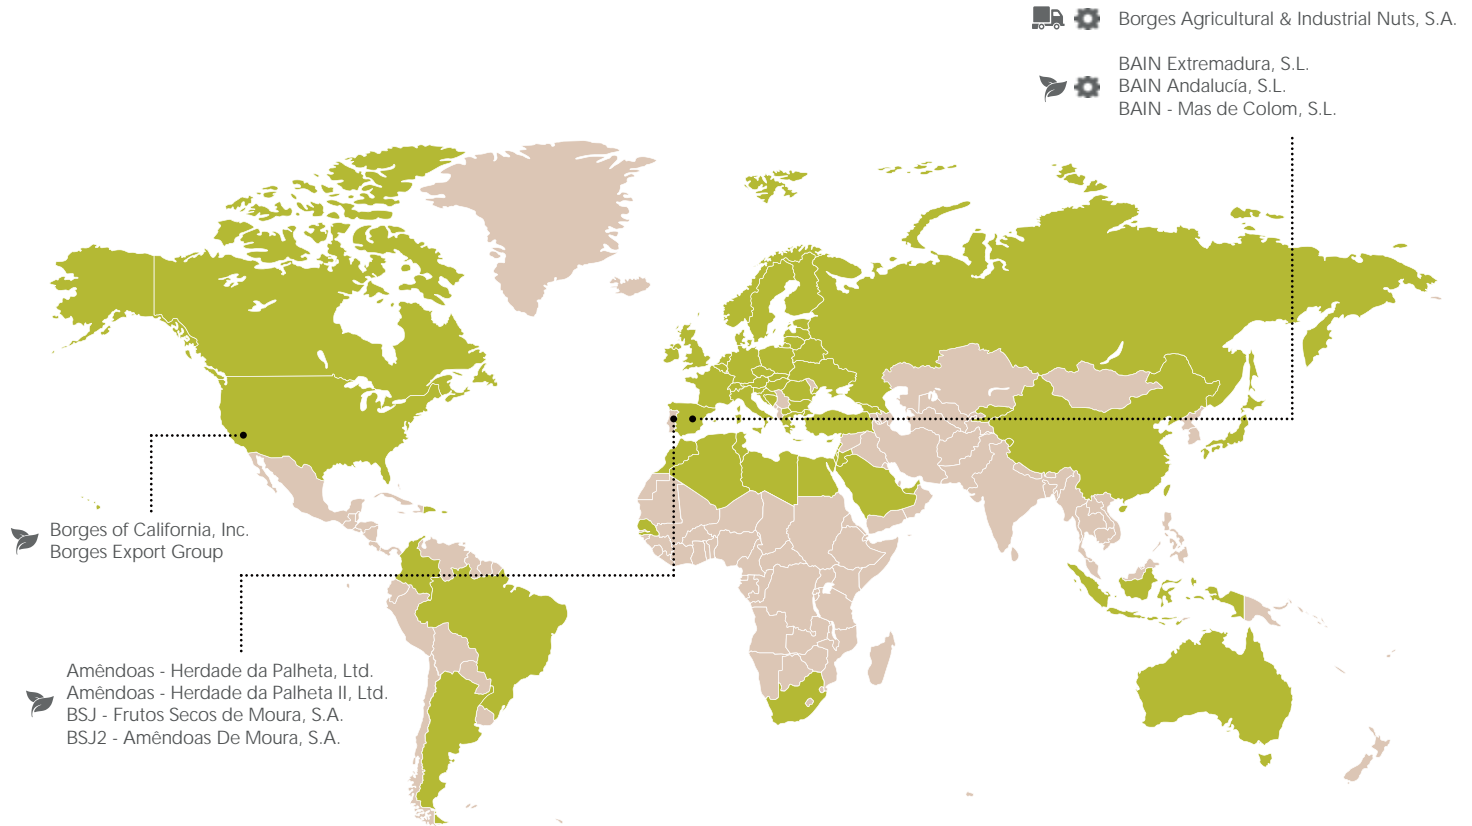 Borges Agricultural & Industrial Nuts, S.A.
BAIN Extremadura, S.L.
BAIN Andalucía, S.L.
BAIN - Mas de Colom, S.L.
Borges of California, Inc.
Borges Export Group
Amêndoas - Herdade da Palheta, Ltd.
Amêndoas - Herdade da Palheta II, Ltd.
BSJ - Frutos Secos de Moura, S.A.
BSJ2 - Amêndoas De Moura, S.A.